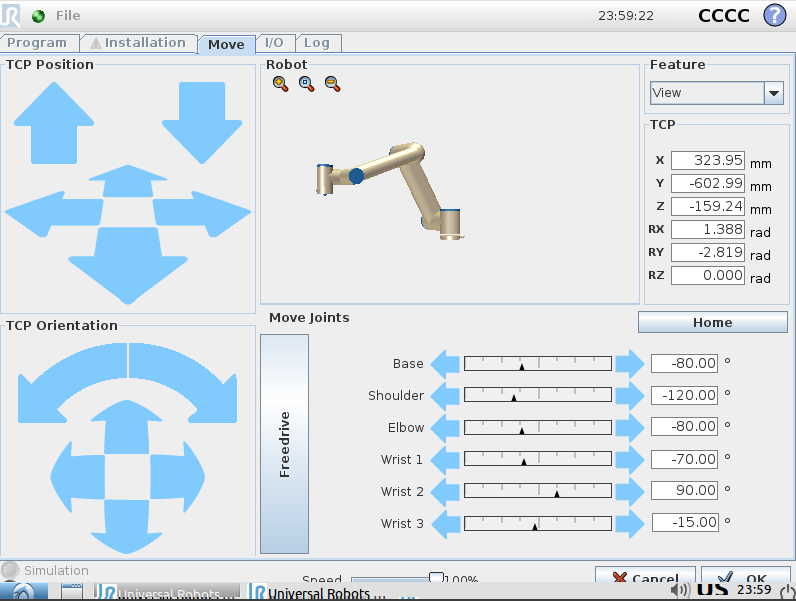 File 23:59:22 CCCC ?
Program Installation Move I/O Log
TCP Position
Robot
Feature
View
TCP
X 323.95 mm
Y -602.99 mm
Z -159.24 mm
RX 1.388 rad
RY -2.819 rad
RZ 0.000 rad
Home
TCP Orientation
Move Joints
Freedrive
Base -80.00 °
Shoulder -120.00 °
Elbow -80.00 °
Wrist 1 -70.00 °
Wrist 2 90.00 °
Wrist 3 -15.00 °
Simulation
Speed 100%
Cancel
OK
Universal Robots
Universal Robots
US 23:59